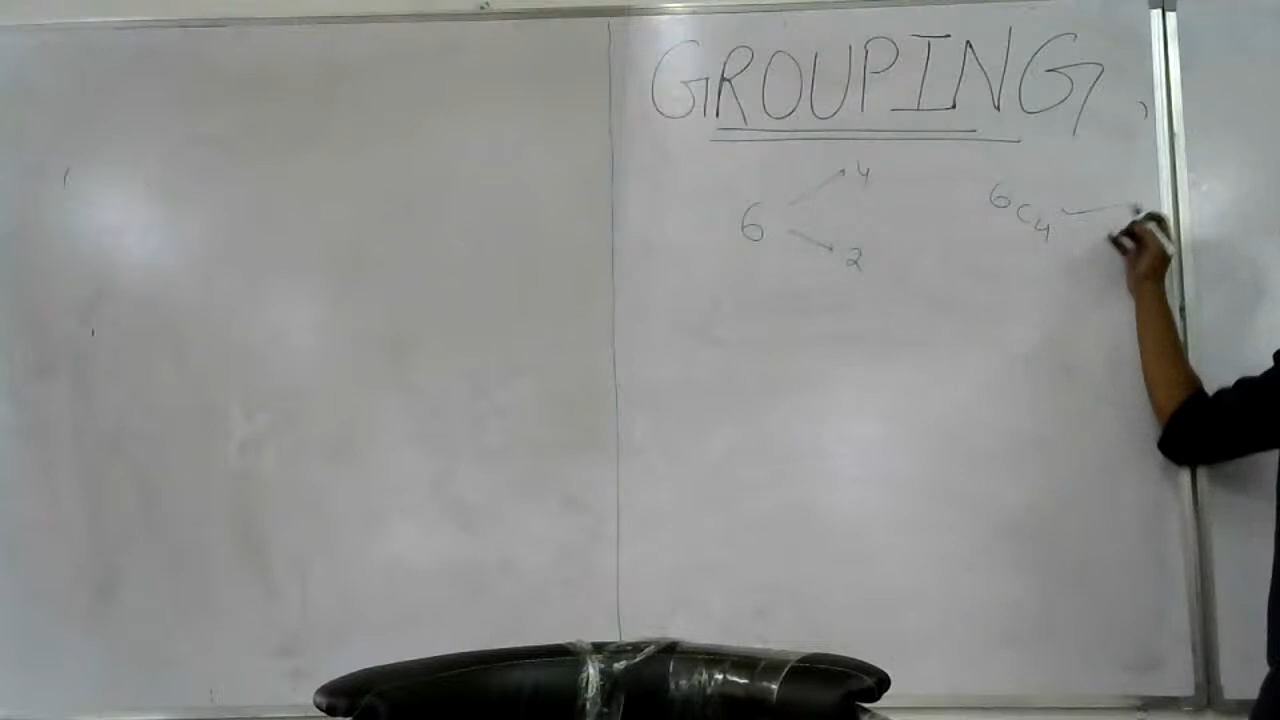 GROUPING,
6 → 4
→ 2
⁶C₄ —